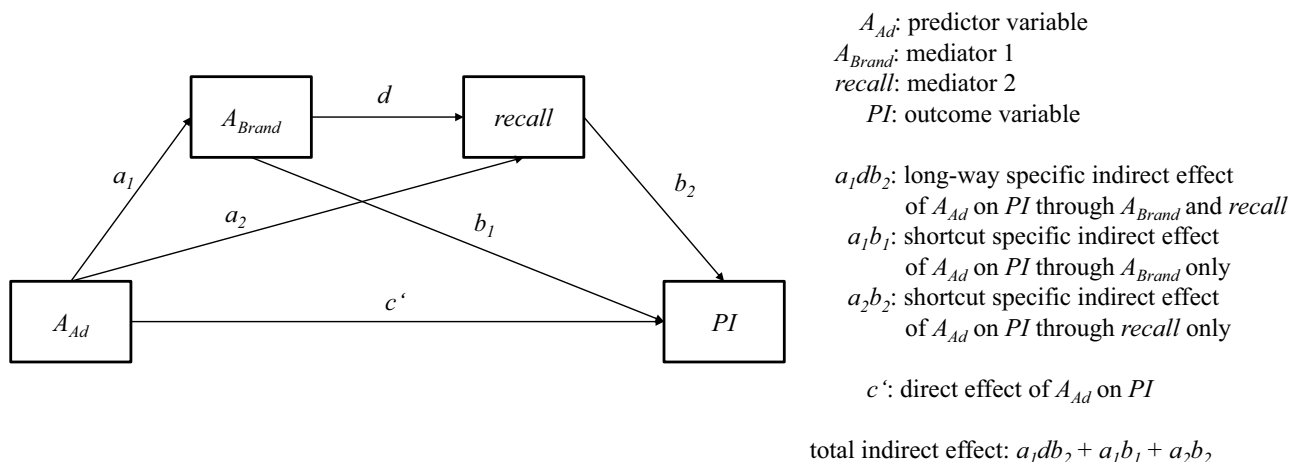 A_Brand
d
recall
a_1
a_2
b_1
b_2
A_Ad
c‘
PI
A_Ad: predictor variable
A_Brand: mediator 1
recall: mediator 2
PI: outcome variable
a_1db_2: long-way specific indirect effect
of A_Ad on PI through A_Brand and recall
a_1b_1: shortcut specific indirect effect
of A_Ad on PI through A_Brand only
a_2b_2: shortcut specific indirect effect
of A_Ad on PI through recall only
c‘: direct effect of A_Ad on PI
total indirect effect: a_1db_2 + a_1b_1 + a_2b_2